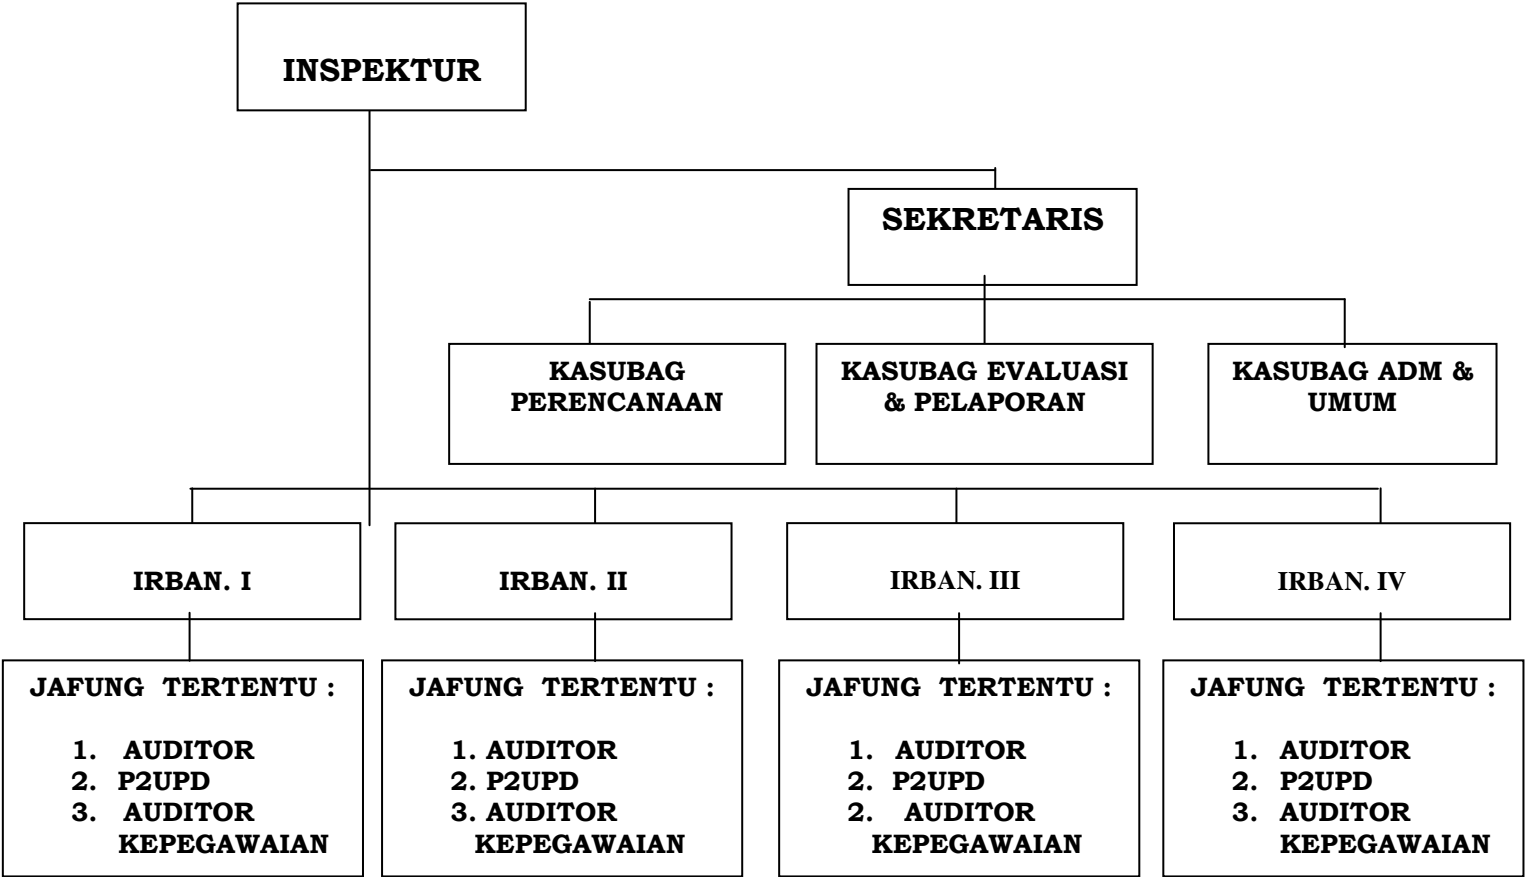 INSPEKTUR
SEKRETARIS
KASUBAG
PERENCANAAN
KASUBAG EVALUASI
& PELAPORAN
KASUBAG ADM &
UMUM
IRBAN. I
IRBAN. II
IRBAN. III
IRBAN. IV
JAFUNG TERTENTU :
1. AUDITOR
2. P2UPD
3. AUDITOR
KEPEGAWAIAN
JAFUNG TERTENTU :
1. AUDITOR
2. P2UPD
3. AUDITOR
KEPEGAWAIAN
JAFUNG TERTENTU :
1. AUDITOR
2. P2UPD
2. AUDITOR
KEPEGAWAIAN
JAFUNG TERTENTU :
1. AUDITOR
2. P2UPD
3. AUDITOR
KEPEGAWAIAN